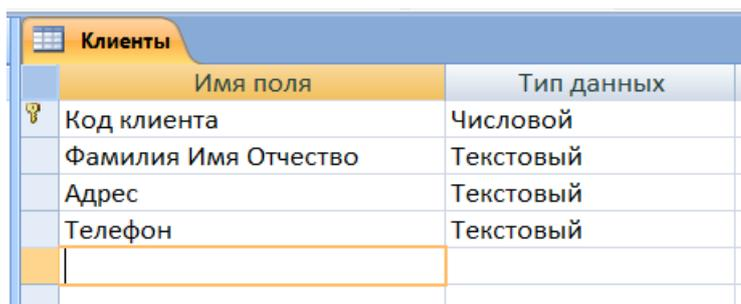 Клиенты
Имя поля Тип данных
Код клиента Числовой
Фамилия Имя Отчество Текстовый
Адрес Текстовый
Телефон Текстовый